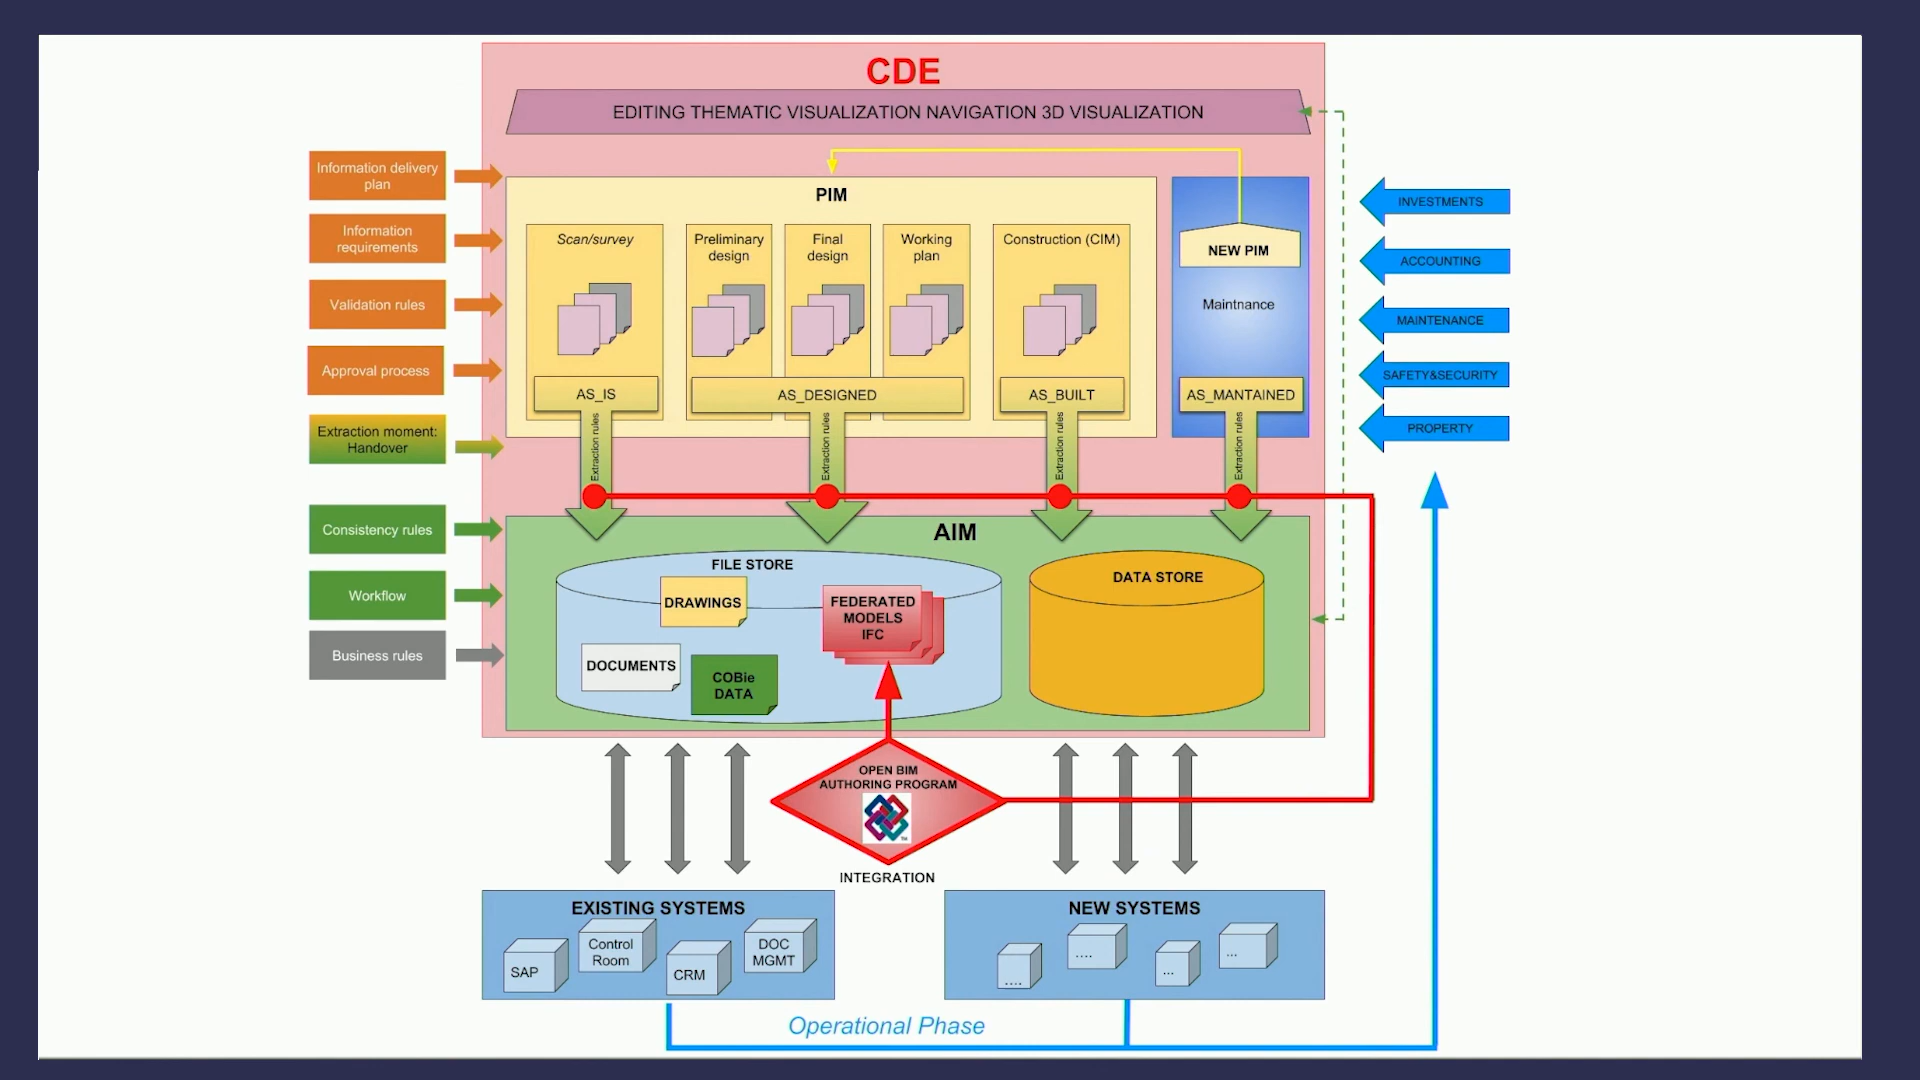 CDE
EDITING THEMATIC VISUALIZATION NAVIGATION 3D VISUALIZATION
Information delivery
plan
Information
requirements
Validation rules
Approval process
Extraction moment:
Handover
Consistency rules
Workflow
Business rules
PIM
Scan/survey
Preliminary
design
Final
design
Working
plan
Construction (CIM)
NEW PIM
Maintnance
AS_IS
AS_DESIGNED
AS_BUILT
AS_MANTAINED
Extraction rules
Extraction rules
Extraction rules
Extraction rules
INVESTMENTS
ACCOUNTING
MAINTENANCE
SAFETY&SECURITY
PROPERTY
AIM
FILE STORE
DRAWINGS
DOCUMENTS
COBie
DATA
FEDERATED
MODELS
IFC
DATA STORE
OPEN BIM
AUTHORING PROGRAM
TM
INTEGRATION
EXISTING SYSTEMS
SAP
Control
Room
CRM
DOC
MGMT
NEW SYSTEMS
....
....
...
...
Operational Phase